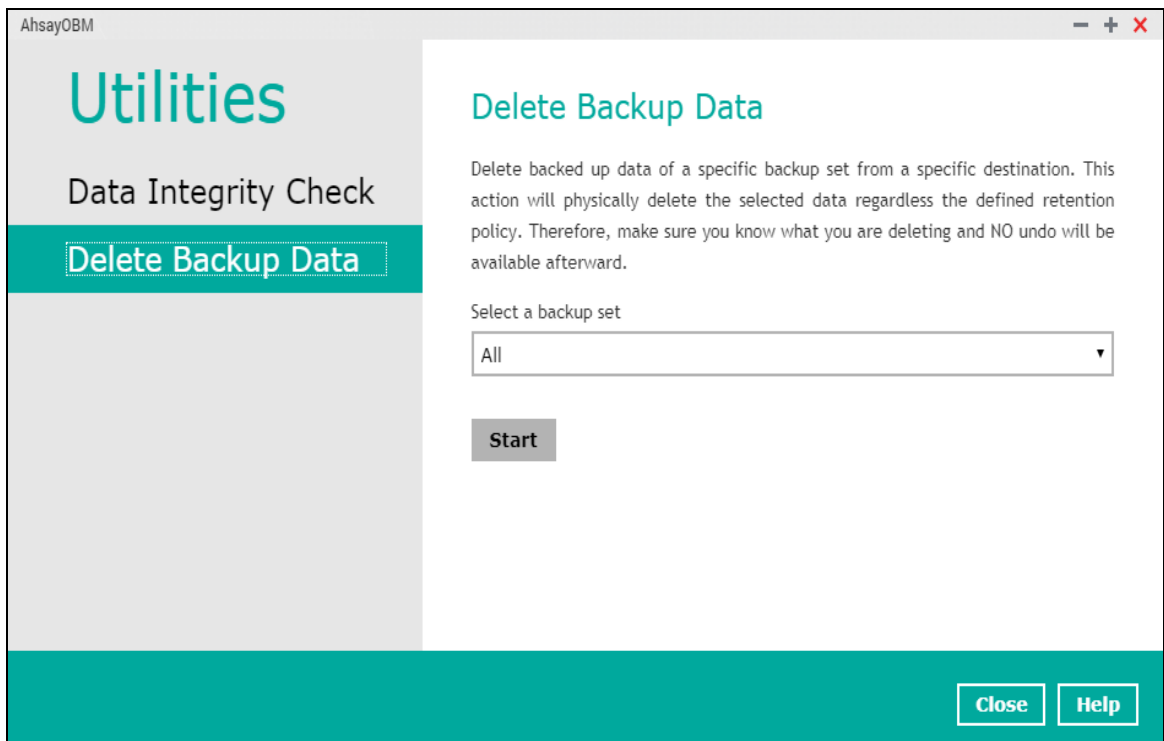 AhsayOBM
Utilities
Data Integrity Check
Delete Backup Data
Delete Backup Data
Delete backed up data of a specific backup set from a specific destination. This
action will physically delete the selected data regardless the defined retention
policy. Therefore, make sure you know what you are deleting and NO undo will be
available afterward.
Select a backup set
All
Start
Close
Help